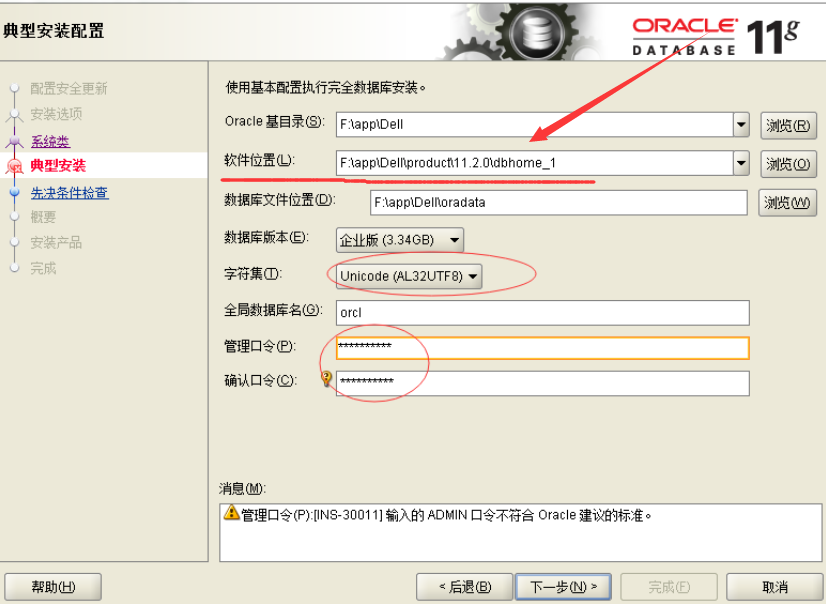 典型安装配置
ORACLE
DATABASE
11g
配置安全更新
安装选项
系统类
典型安装
先决条件检查
概要
安装产品
完成
使用基本配置执行完全数据库安装。
Oracle 基目录(S): F:\app\Dell 浏览(R)
软件位置(L): F:\app\Dell\product\11.2.0\dbhome_1 浏览(O)
数据库文件位置(D): F:\app\Dell\oradata 浏览(W)
数据库版本(E): 企业版 (3.34GB)
字符集(T): Unicode (AL32UTF8)
全局数据库名(G): orcl
管理口令(P): **********
确认口令(C): **********
消息(M):
管理口令(P):[INS-30011] 输入的 ADMIN 口令不符合 Oracle 建议的标准。
帮助(H) < 后退(B) 下一步(N) > 完成(F) 取消